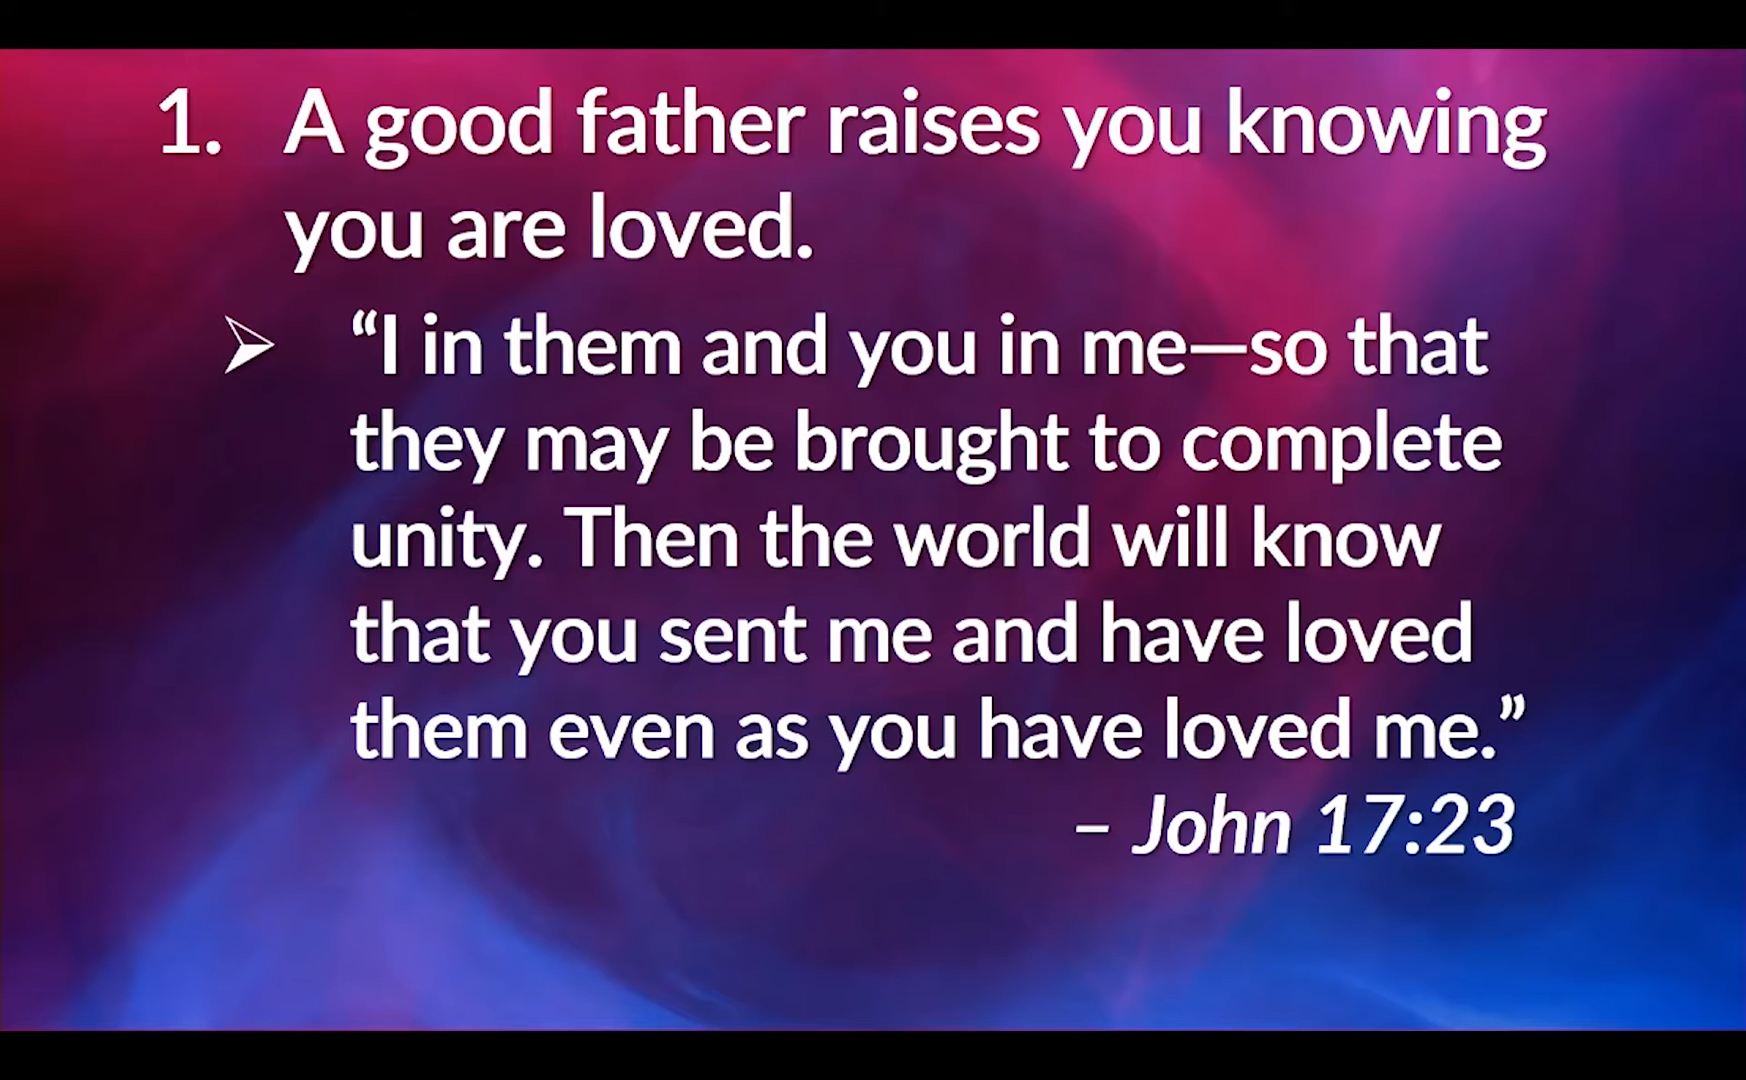 1. A good father raises you knowing
you are loved.
➢ “I in them and you in me—so that
they may be brought to complete
unity. Then the world will know
that you sent me and have loved
them even as you have loved me.”
– John 17:23